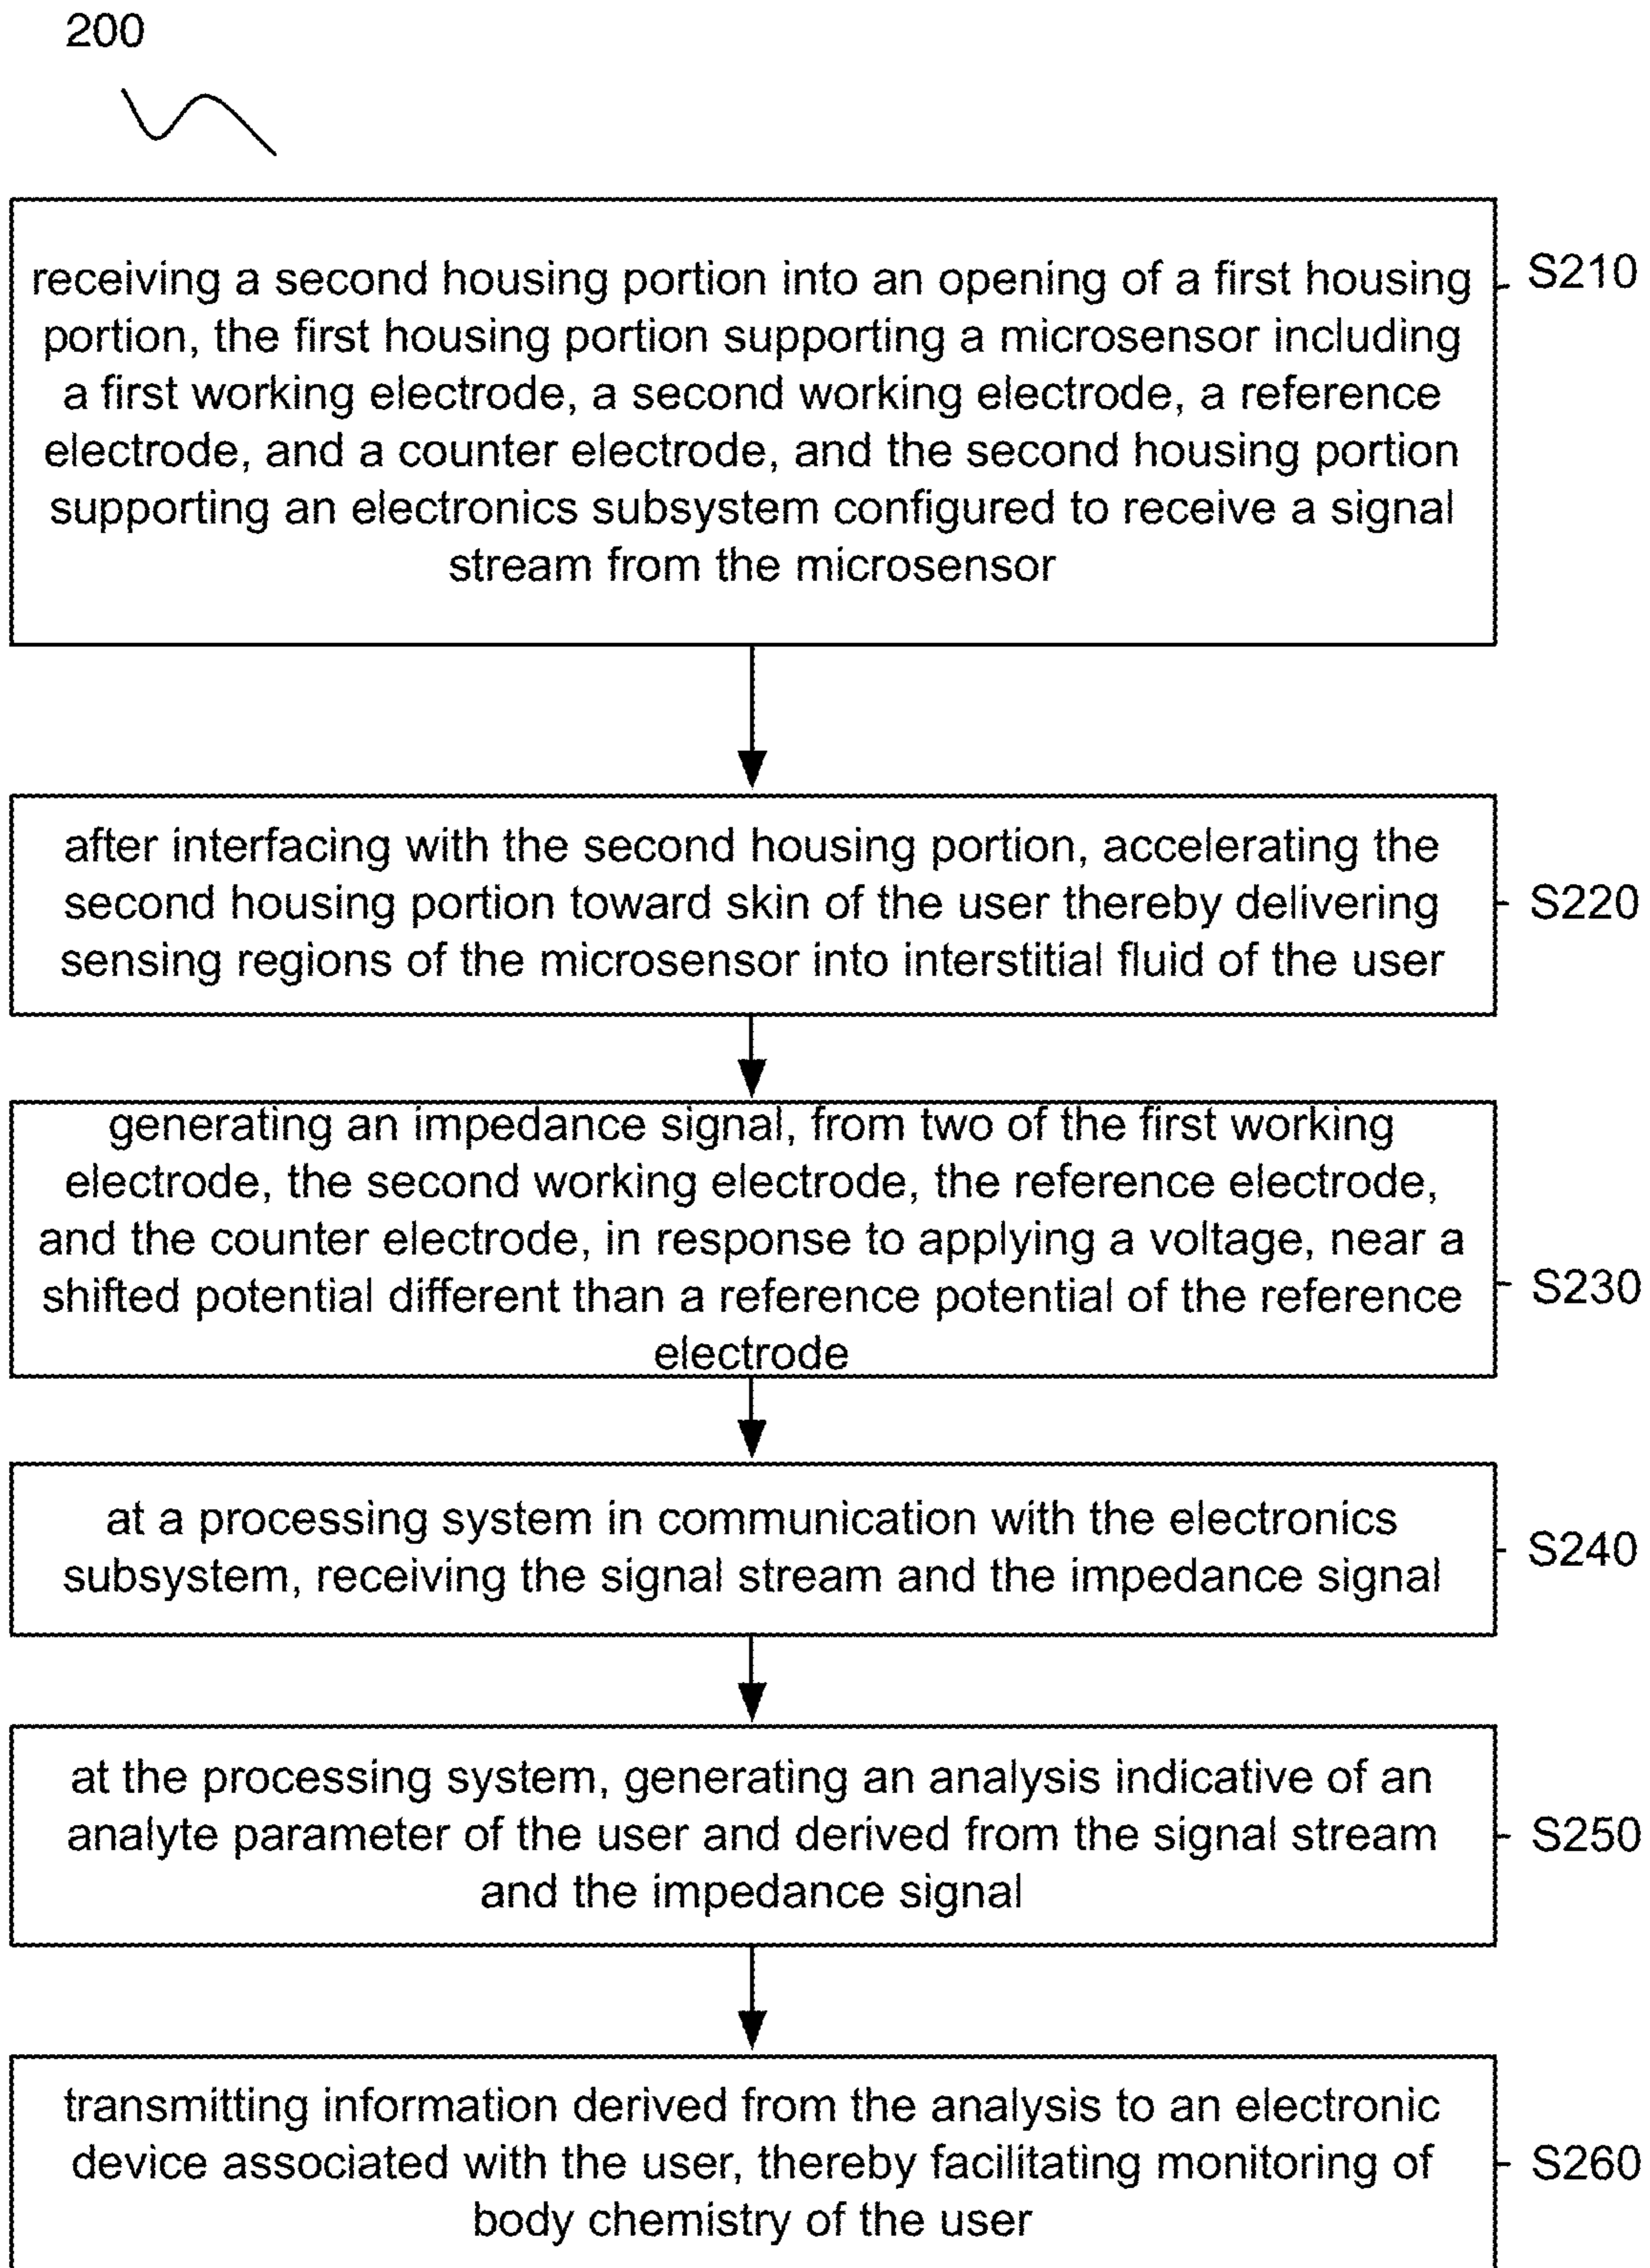 200
receiving a second housing portion into an opening of a first housing
portion, the first housing portion supporting a microsensor including
a first working electrode, a second working electrode, a reference
electrode, and a counter electrode, and the second housing portion
supporting an electronics subsystem configured to receive a signal
stream from the microsensor
S210
after interfacing with the second housing portion, accelerating the
second housing portion toward skin of the user thereby delivering
sensing regions of the microsensor into interstitial fluid of the user
S220
generating an impedance signal, from two of the first working
electrode, the second working electrode, the reference electrode,
and the counter electrode, in response to applying a voltage, near a
shifted potential different than a reference potential of the reference
electrode
S230
at a processing system in communication with the electronics
subsystem, receiving the signal stream and the impedance signal
S240
at the processing system, generating an analysis indicative of an
analyte parameter of the user and derived from the signal stream
and the impedance signal
S250
transmitting information derived from the analysis to an electronic
device associated with the user, thereby facilitating monitoring of
body chemistry of the user
S260